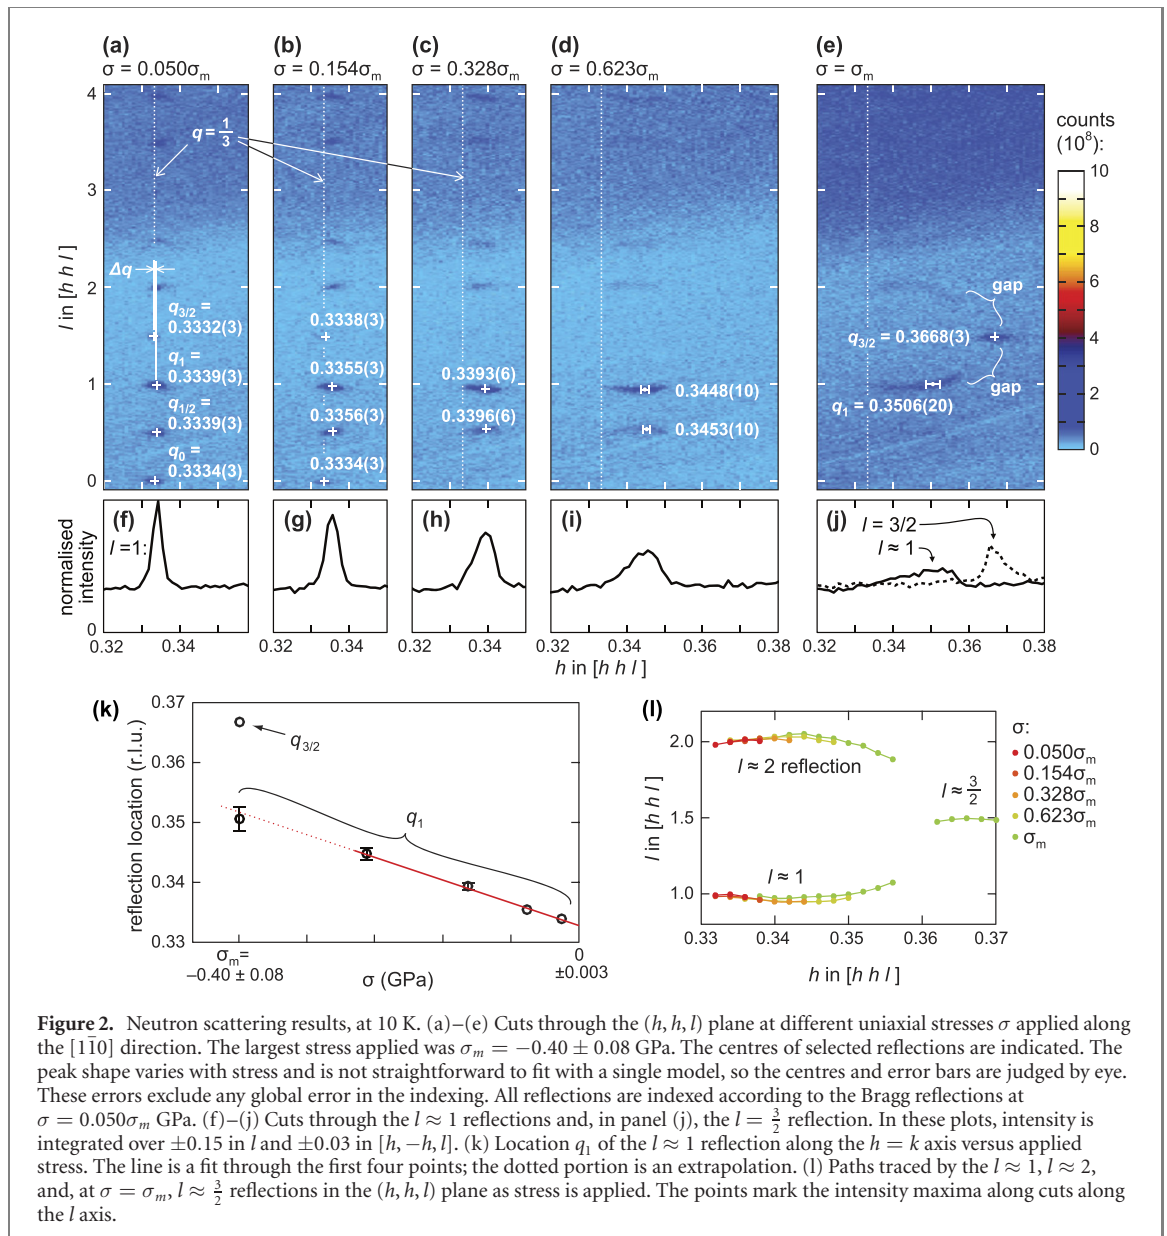 (a)
σ = 0.050σm
(b)
σ = 0.154σm
(c)
σ = 0.328σm
(d)
σ = 0.623σm
(e)
σ = σm
4
3
2
1
0
l in [h h l]
q = 1/3
Δq
q3/2 =
0.3332(3)
q1 =
0.3339(3)
q1/2 =
0.3339(3)
q0 =
0.3334(3)
0.3338(3)
0.3355(3)
0.3356(3)
0.3334(3)
0.3393(6)
0.3396(6)
0.3448(10)
0.3453(10)
gap
q3/2 = 0.3668(3)
gap
q1 = 0.3506(20)
counts
(10⁸):
10
8
6
4
2
0
normalised
intensity
0
(f)
l =1:
(g)
(h)
(i)
(j)
l = 3/2
l ≈ 1
0.32 0.34 0.32 0.34 0.32 0.34 0.32 0.34 0.36 0.32 0.34 0.36 0.38
h in [h h l]
(k)
reflection location (r.l.u.)
0.37
0.36
0.35
0.34
0.33
q3/2
q1
σm=
−0.40 ± 0.08
0
±0.003
σ (GPa)
(l)
l in [h h l]
2.0
1.5
1.0
l ≈ 2 reflection
l ≈ 3/2
l ≈ 1
0.33 0.34 0.35 0.36 0.37
h in [h h l]
σ:
0.050σm
0.154σm
0.328σm
0.623σm
σm
Figure 2. Neutron scattering results, at 10 K. (a)–(e) Cuts through the (h, h, l) plane at different uniaxial stresses σ applied along
the [11̄0] direction. The largest stress applied was σm = −0.40 ± 0.08 GPa. The centres of selected reflections are indicated. The
peak shape varies with stress and is not straightforward to fit with a single model, so the centres and error bars are judged by eye.
These errors exclude any global error in the indexing. All reflections are indexed according to the Bragg reflections at
σ = 0.050σm GPa. (f)–(j) Cuts through the l ≈ 1 reflections and, in panel (j), the l = 3/2 reflection. In these plots, intensity is
integrated over ±0.15 in l and ±0.03 in [h, −h, l]. (k) Location q1 of the l ≈ 1 reflection along the h = k axis versus applied
stress. The line is a fit through the first four points; the dotted portion is an extrapolation. (l) Paths traced by the l ≈ 1, l ≈ 2,
and, at σ = σm, l ≈ 3/2 reflections in the (h, h, l) plane as stress is applied. The points mark the intensity maxima along cuts along
the l axis.